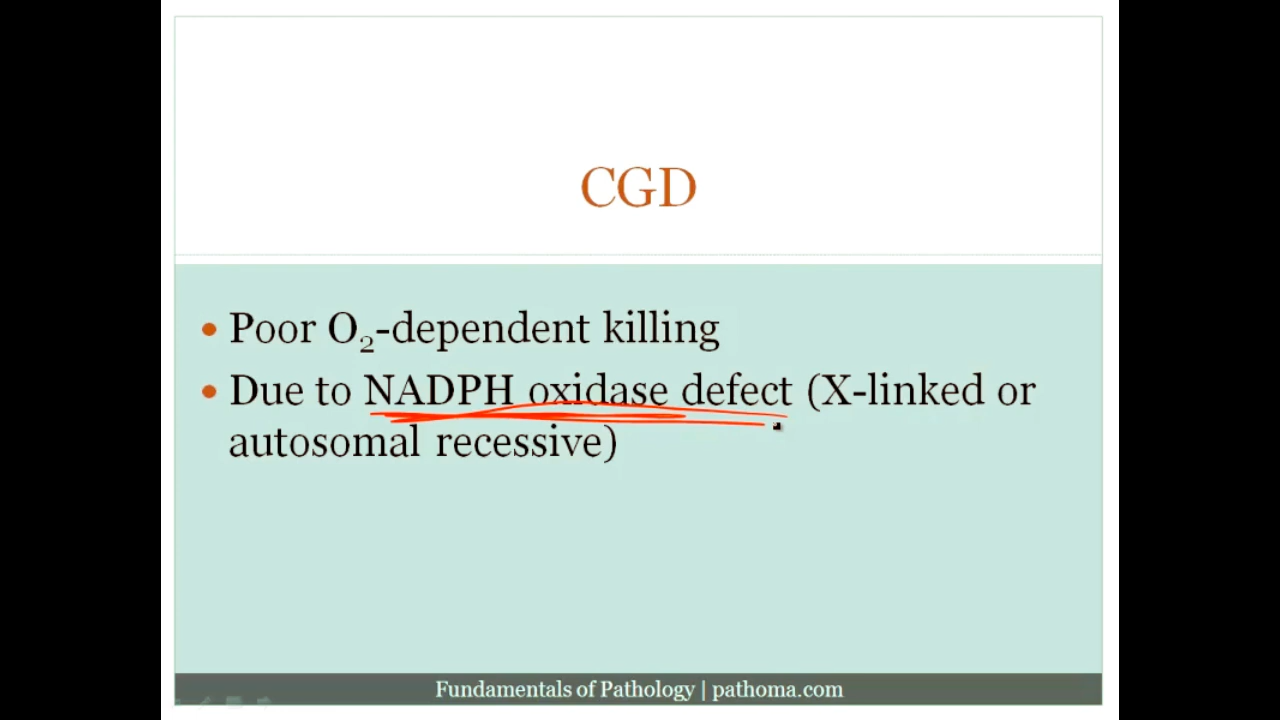 CGD
• Poor O₂-dependent killing
• Due to NADPH oxidase defect (X-linked or
autosomal recessive)
Fundamentals of Pathology | pathoma.com